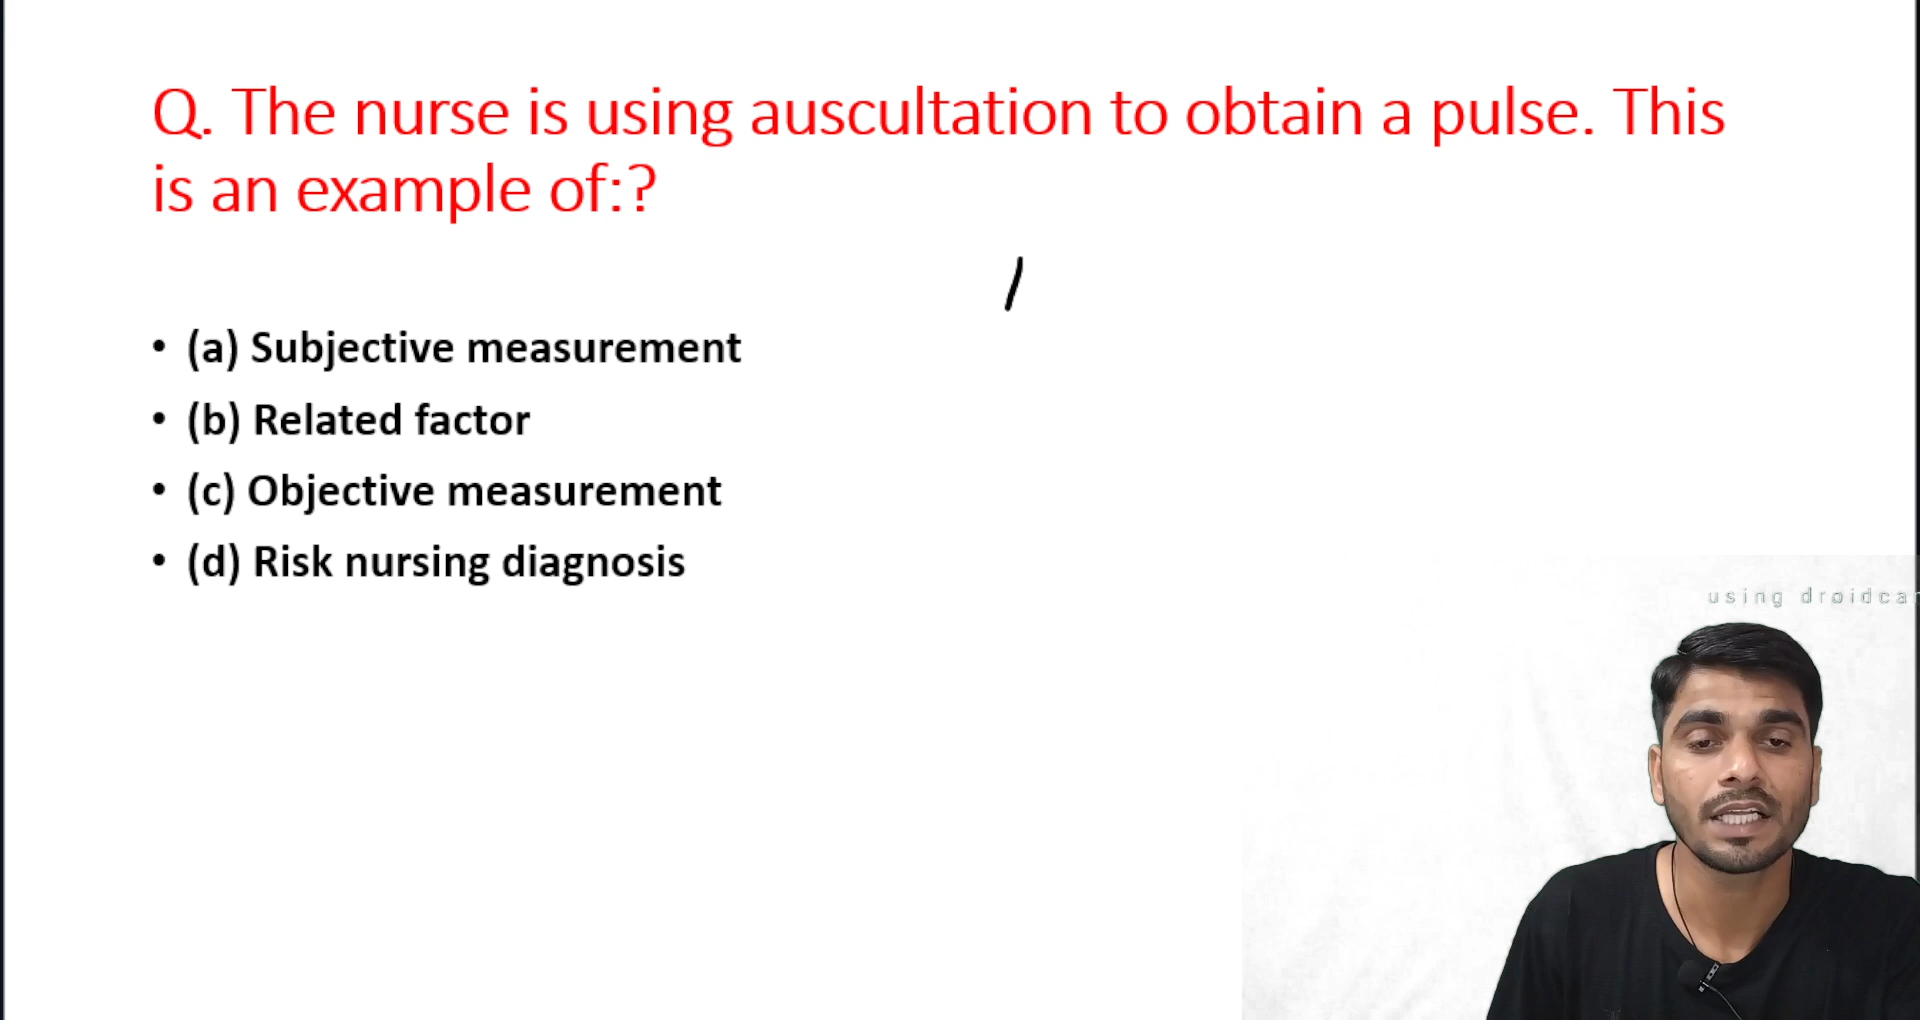 Q. The nurse is using auscultation to obtain a pulse. This
is an example of:?
• (a) Subjective measurement
• (b) Related factor
• (c) Objective measurement
• (d) Risk nursing diagnosis
using